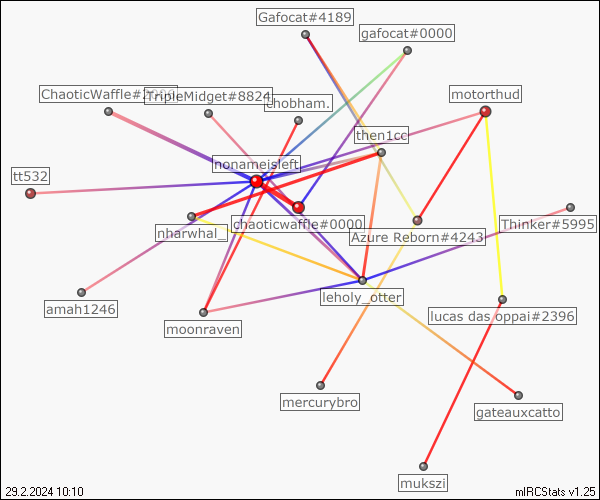 Gafocat#4189
gafocat#0000
ChaoticWaffle#
TripleMidget#8824
chobham.
motorthud
then1cc
nonameisleft
tt532
chaoticwaffle#0000
Thinker#5995
nharwhal_
Azure Reborn#4243
leholy_otter
amah1246
moonraven
lucas das oppai#2396
mercurybro
gateauxcatto
mukszi
29.2.2024 10:10
mIRCStats v1.25